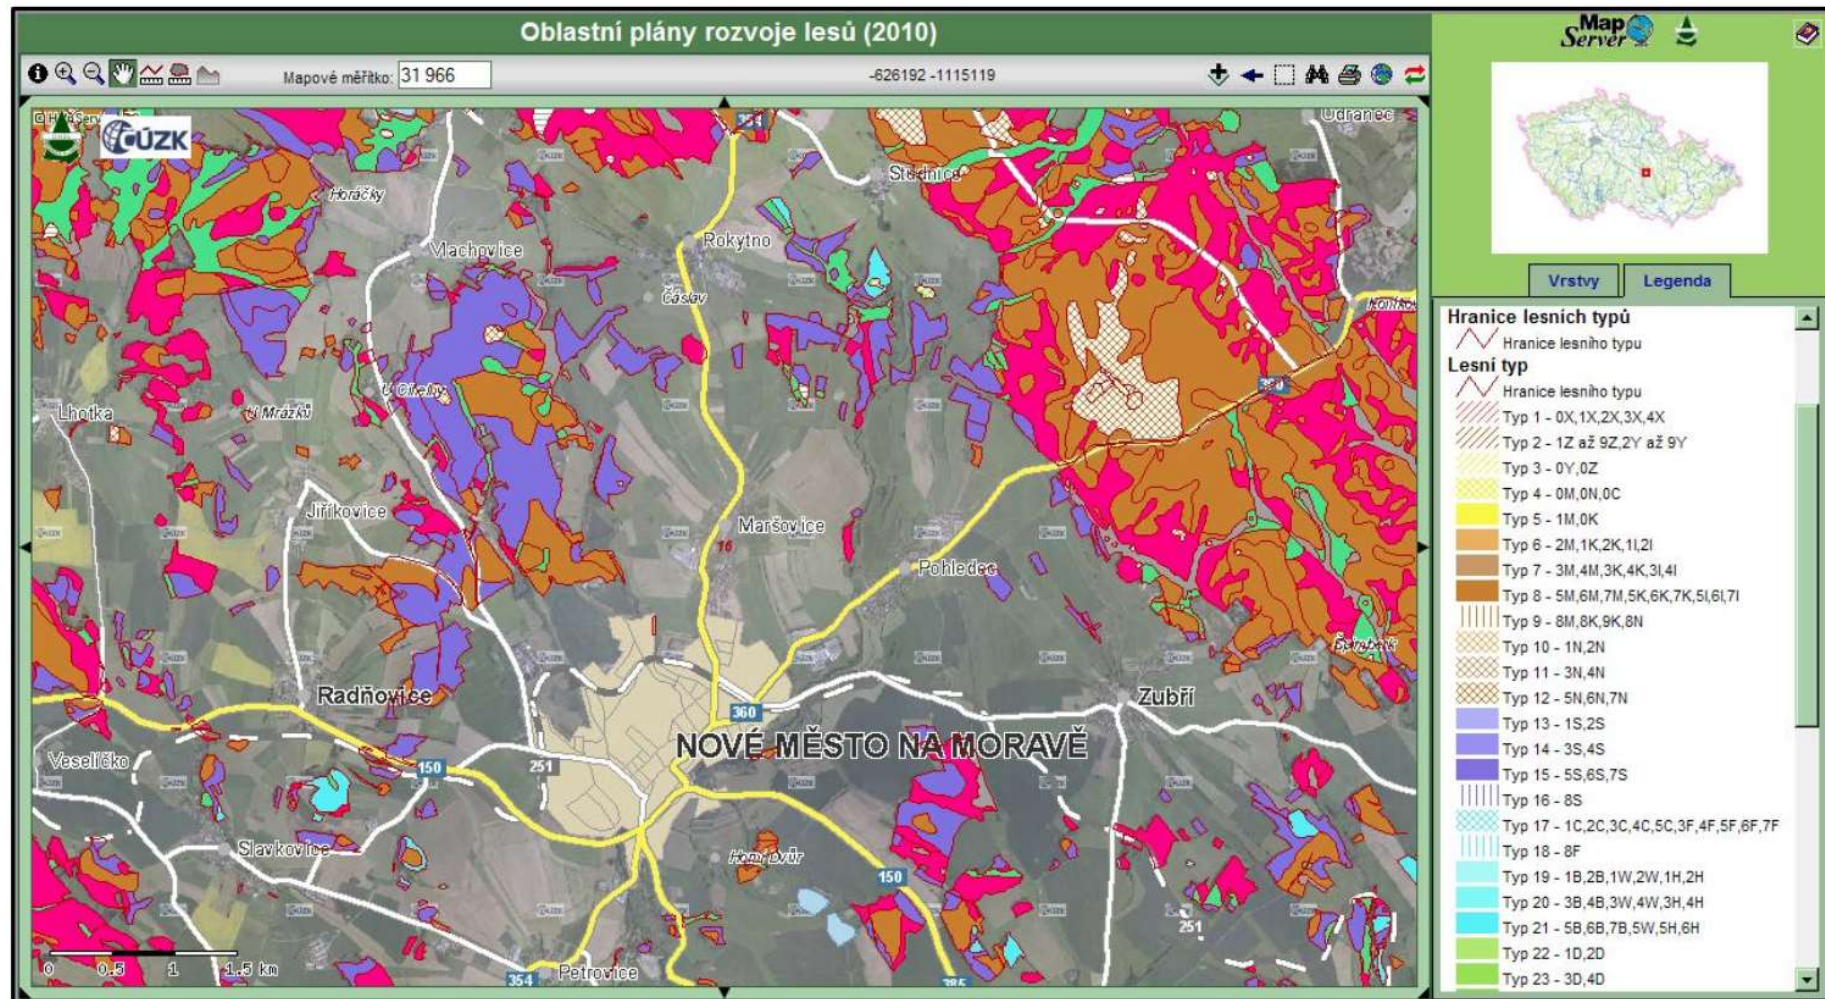 Oblastní plány rozvoje lesů (2010)
Map
Server
Mapové měřítko: 31 966
-626192 -1115119
ČÚZK
Udranec
Studnice
Horáčky
Vlachovice
Rokytno
Čáslav
U Cihelny
U Mrázků
Lhotka
360
Jiříkovice
Maršovice
16
Pohledec
Radňovice
Zubří
360
NOVÉ MĚSTO NA MORAVĚ
Veselíčko
150
251
Slavkovice
Horní Dvůr
150
251
0 0.5 1 1.5 km
354
Petrovice
385
Vrstvy
Legenda
Hranice lesních typů
Hranice lesního typu
Lesní typ
Hranice lesního typu
Typ 1 - 0X,1X,2X,3X,4X
Typ 2 - 1Z až 9Z,2Y až 9Y
Typ 3 - 0Y,0Z
Typ 4 - 0M,0N,0C
Typ 5 - 1M,0K
Typ 6 - 2M,1K,2K,1I,2I
Typ 7 - 3M,4M,3K,4K,3I,4I
Typ 8 - 5M,6M,7M,5K,6K,7K,5I,6I,7I
Typ 9 - 8M,8K,9K,8N
Typ 10 - 1N,2N
Typ 11 - 3N,4N
Typ 12 - 5N,6N,7N
Typ 13 - 1S,2S
Typ 14 - 3S,4S
Typ 15 - 5S,6S,7S
Typ 16 - 8S
Typ 17 - 1C,2C,3C,4C,5C,3F,4F,5F,6F,7F
Typ 18 - 8F
Typ 19 - 1B,2B,1W,2W,1H,2H
Typ 20 - 3B,4B,3W,4W,3H,4H
Typ 21 - 5B,6B,7B,5W,5H,6H
Typ 22 - 1D,2D
Typ 23 - 3D,4D